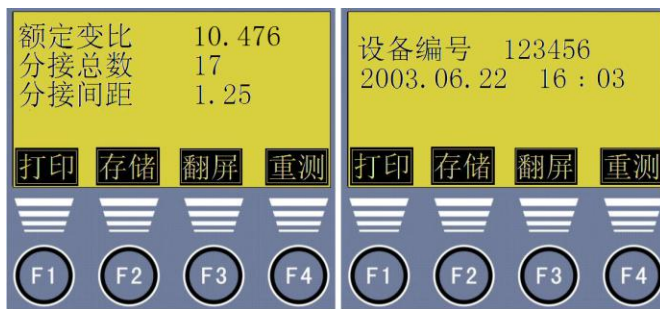 额定变比 10.476
分接总数 17
分接间距 1.25
打印 存储 翻屏 重测
F1 F2 F3 F4
设备编号 123456
2003.06.22 16:03
打印 存储 翻屏 重测
F1 F2 F3 F4